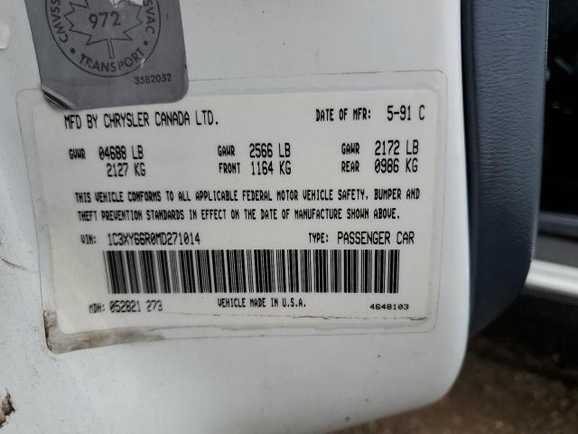 CMVSS
972
SVAC
• TRANSPORT •
3582032
MFD BY CHRYSLER CANADA LTD. DATE OF MFR: 5-91 C
GVWR 04688 LB GAWR 2566 LB GAWR 2172 LB
2127 KG FRONT 1164 KG REAR 0986 KG
THIS VEHICLE CONFORMS TO ALL APPLICABLE FEDERAL MOTOR VEHICLE SAFETY, BUMPER AND
THEFT PREVENTION STANDARDS IN EFFECT ON THE DATE OF MANUFACTURE SHOWN ABOVE.
VIN: 1C3XY66R0MD271014 TYPE: PASSENGER CAR
MDH: 052821 273 VEHICLE MADE IN U.S.A. 4648103